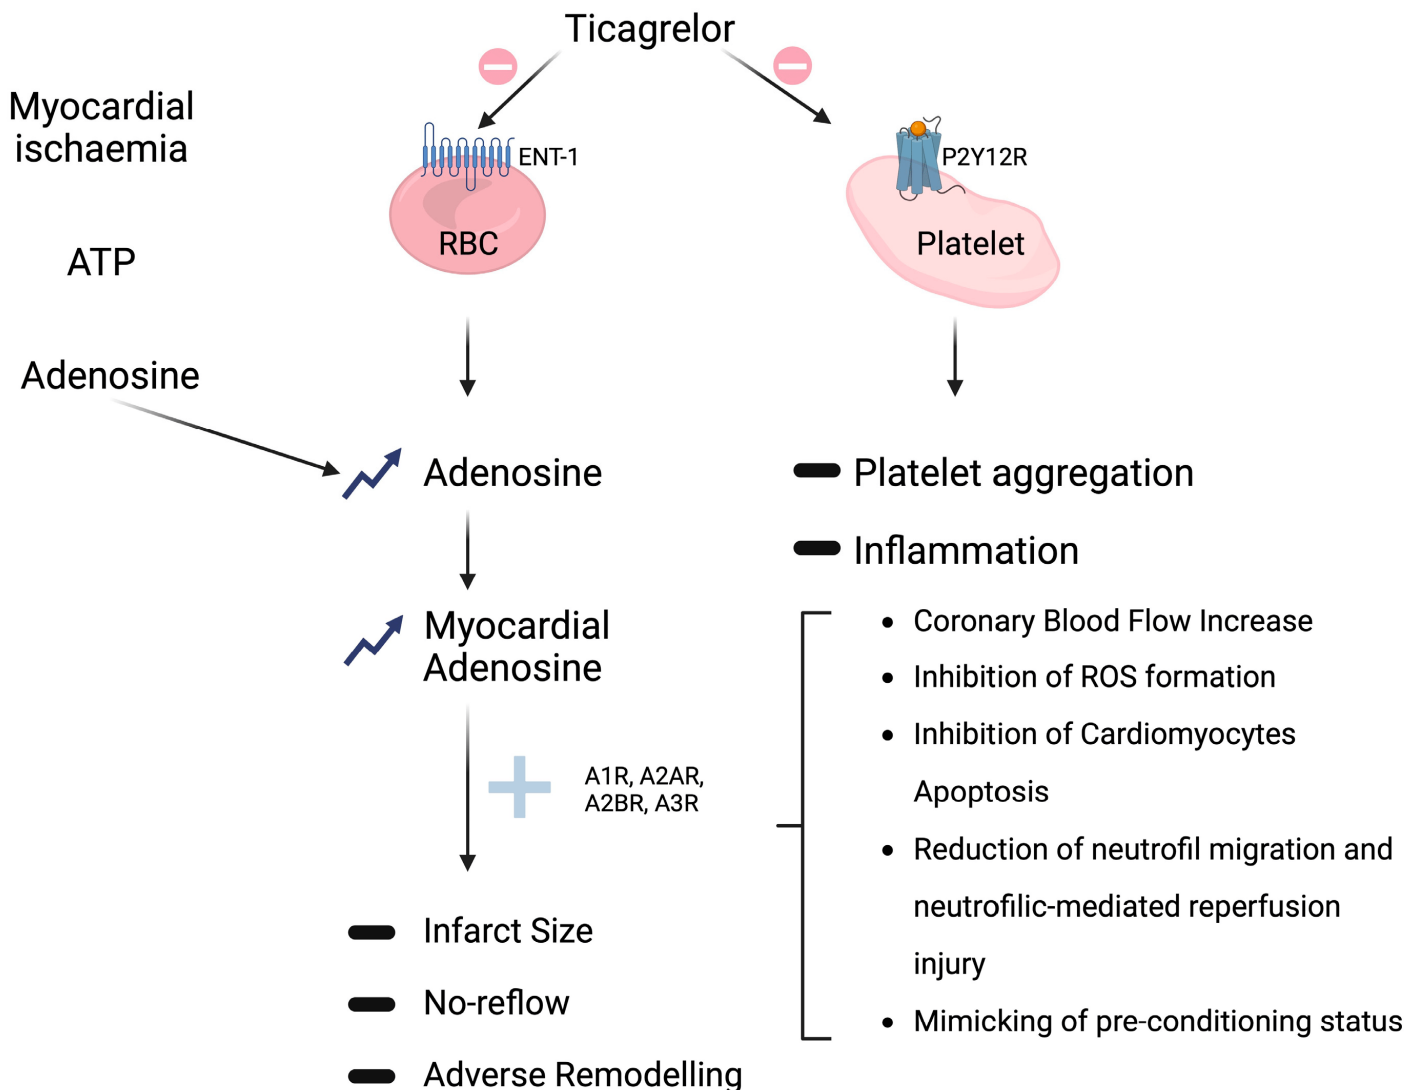 Ticagrelor
Myocardial
ischaemia
ENT-1
RBC
P2Y12R
Platelet
ATP
Adenosine
Adenosine
Myocardial
Adenosine
A1R, A2AR,
A2BR, A3R
Infarct Size
No-reflow
Adverse Remodelling
Platelet aggregation
Inflammation
• Coronary Blood Flow Increase
• Inhibition of ROS formation
• Inhibition of Cardiomyocytes
Apoptosis
• Reduction of neutrofil migration and
neutrofilic-mediated reperfusion
injury
• Mimicking of pre-conditioning status